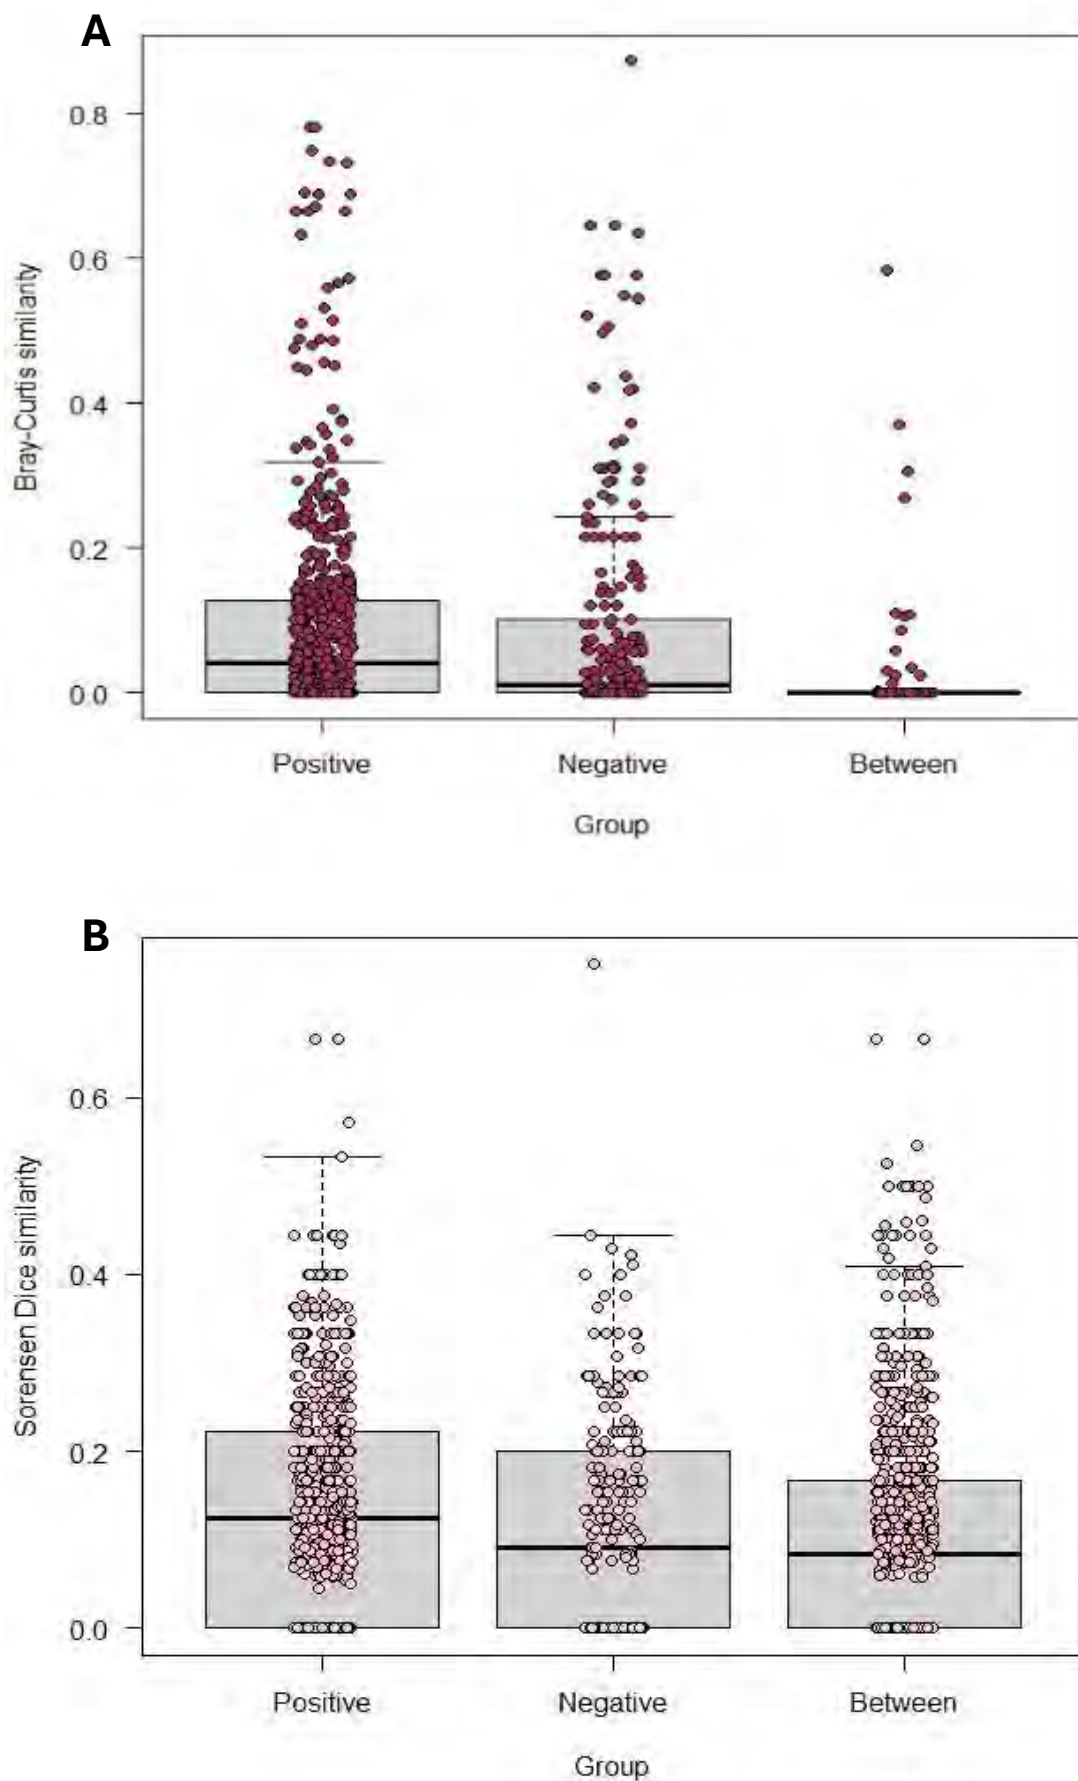 A
0.8
0.6
0.4
0.2
0.0
Bray-Curtis similarity
Positive Negative Between
Group
B
0.6
0.4
0.2
0.0
Sorensen Dice similarity
Positive Negative Between
Group